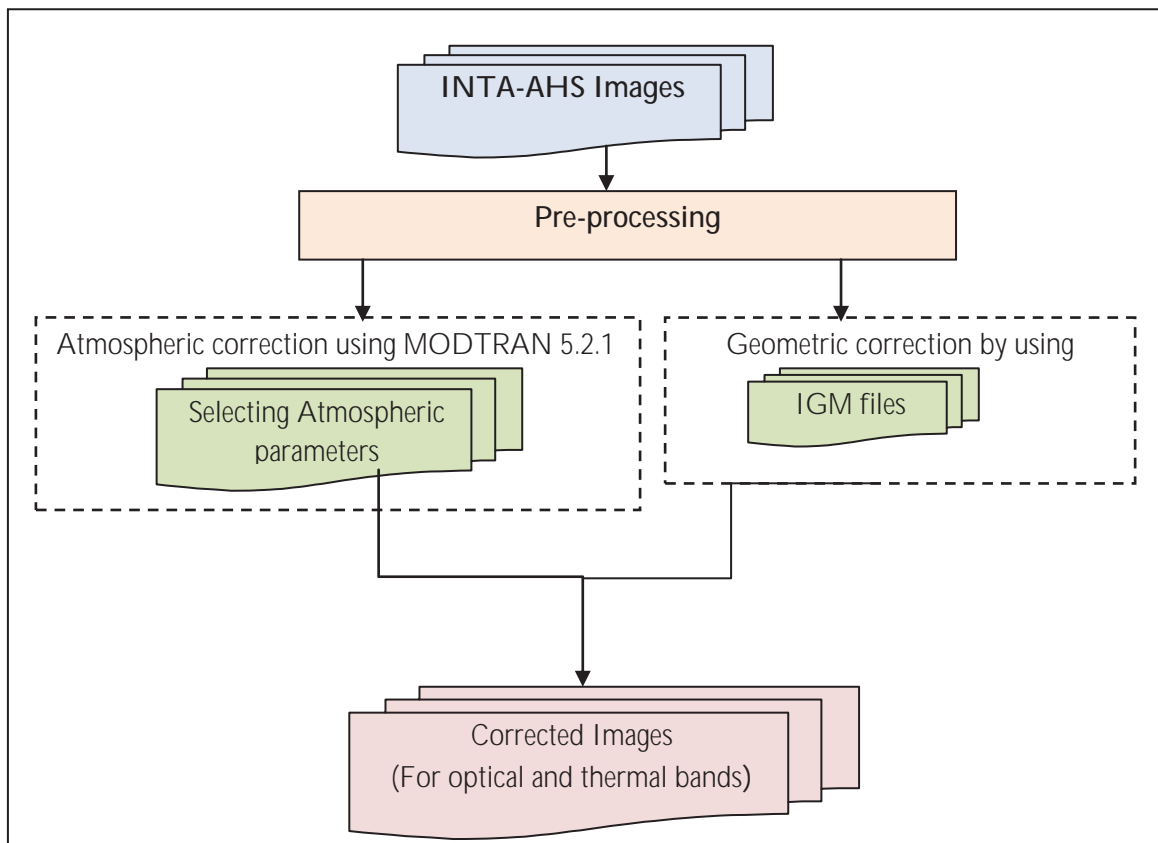 INTA-AHS Images
Pre-processing
Atmospheric correction using MODTRAN 5.2.1
Selecting Atmospheric
parameters
Geometric correction by using
IGM files
Corrected Images
(For optical and thermal bands)